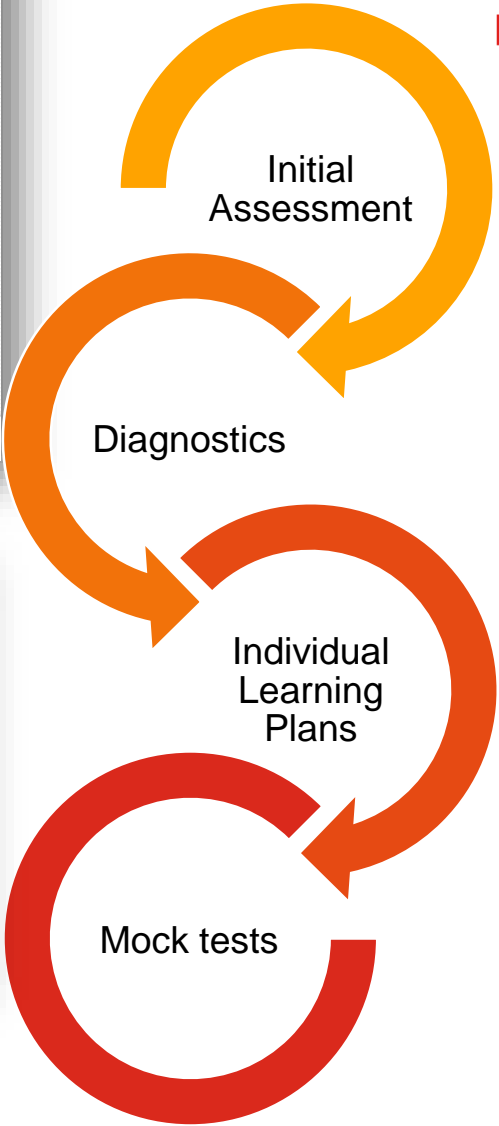 Initial
Assessment
Diagnostics
Individual
Learning
Plans
Mock tests